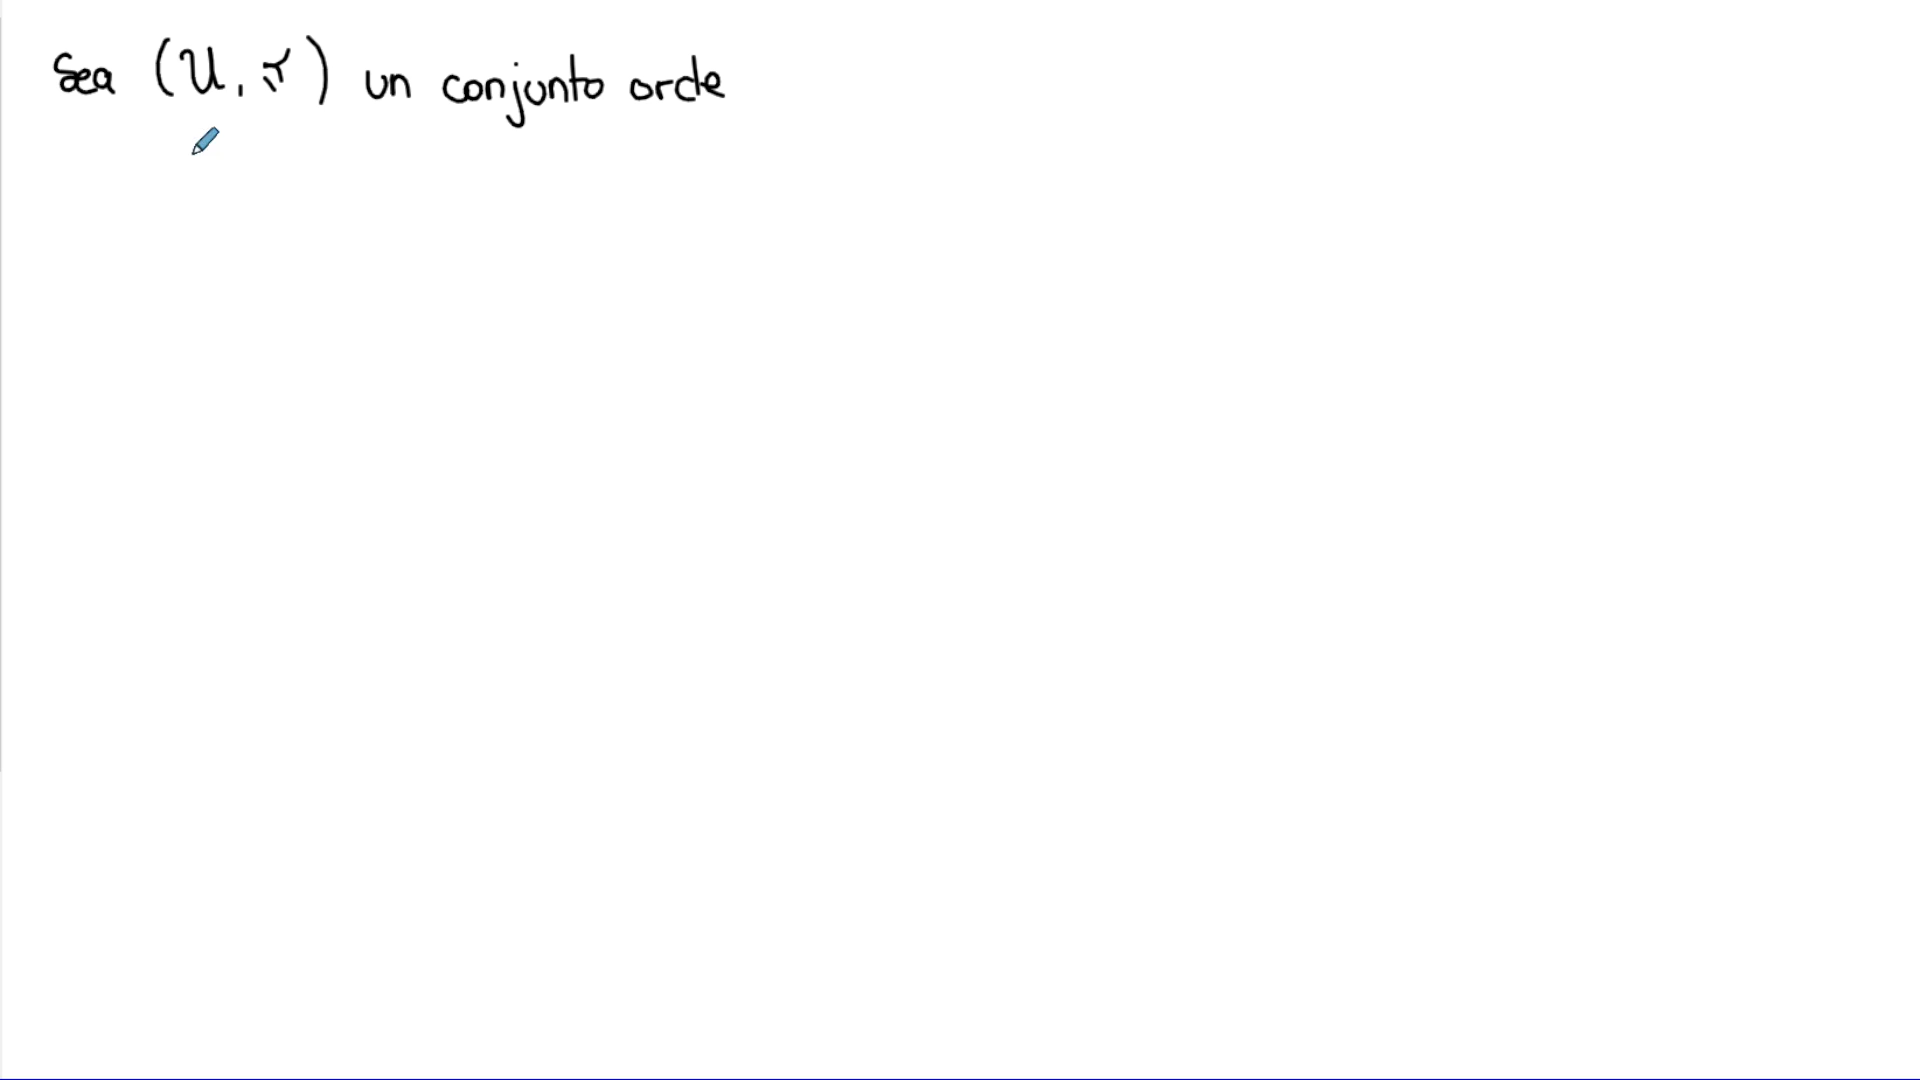 Sea (U, ⪯) un conjunto orde